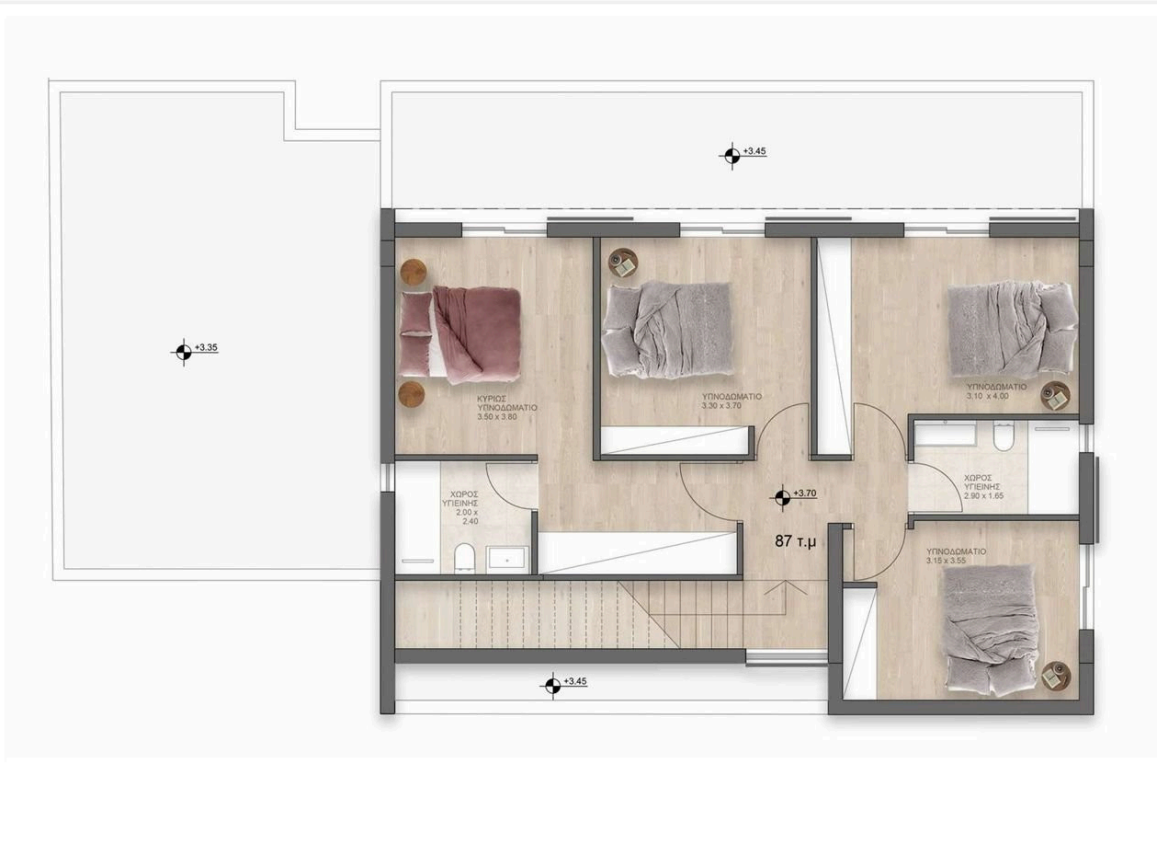 +3.45
+3.35
ΚΥΡΙΩΣ
ΥΠΝΟΔΩΜΑΤΙΟ
3.50 x 3.80
ΥΠΝΟΔΩΜΑΤΙΟ
3.30 x 3.70
ΥΠΝΟΔΩΜΑΤΙΟ
3.10 x 4.00
ΧΩΡΟΣ
ΥΓΙΕΙΝΗΣ
2.00 x
2.40
+3.70
87 τ.μ
ΧΩΡΟΣ
ΥΓΙΕΙΝΗΣ
2.90 x 1.65
ΥΠΝΟΔΩΜΑΤΙΟ
3.15 x 3.55
+3.45